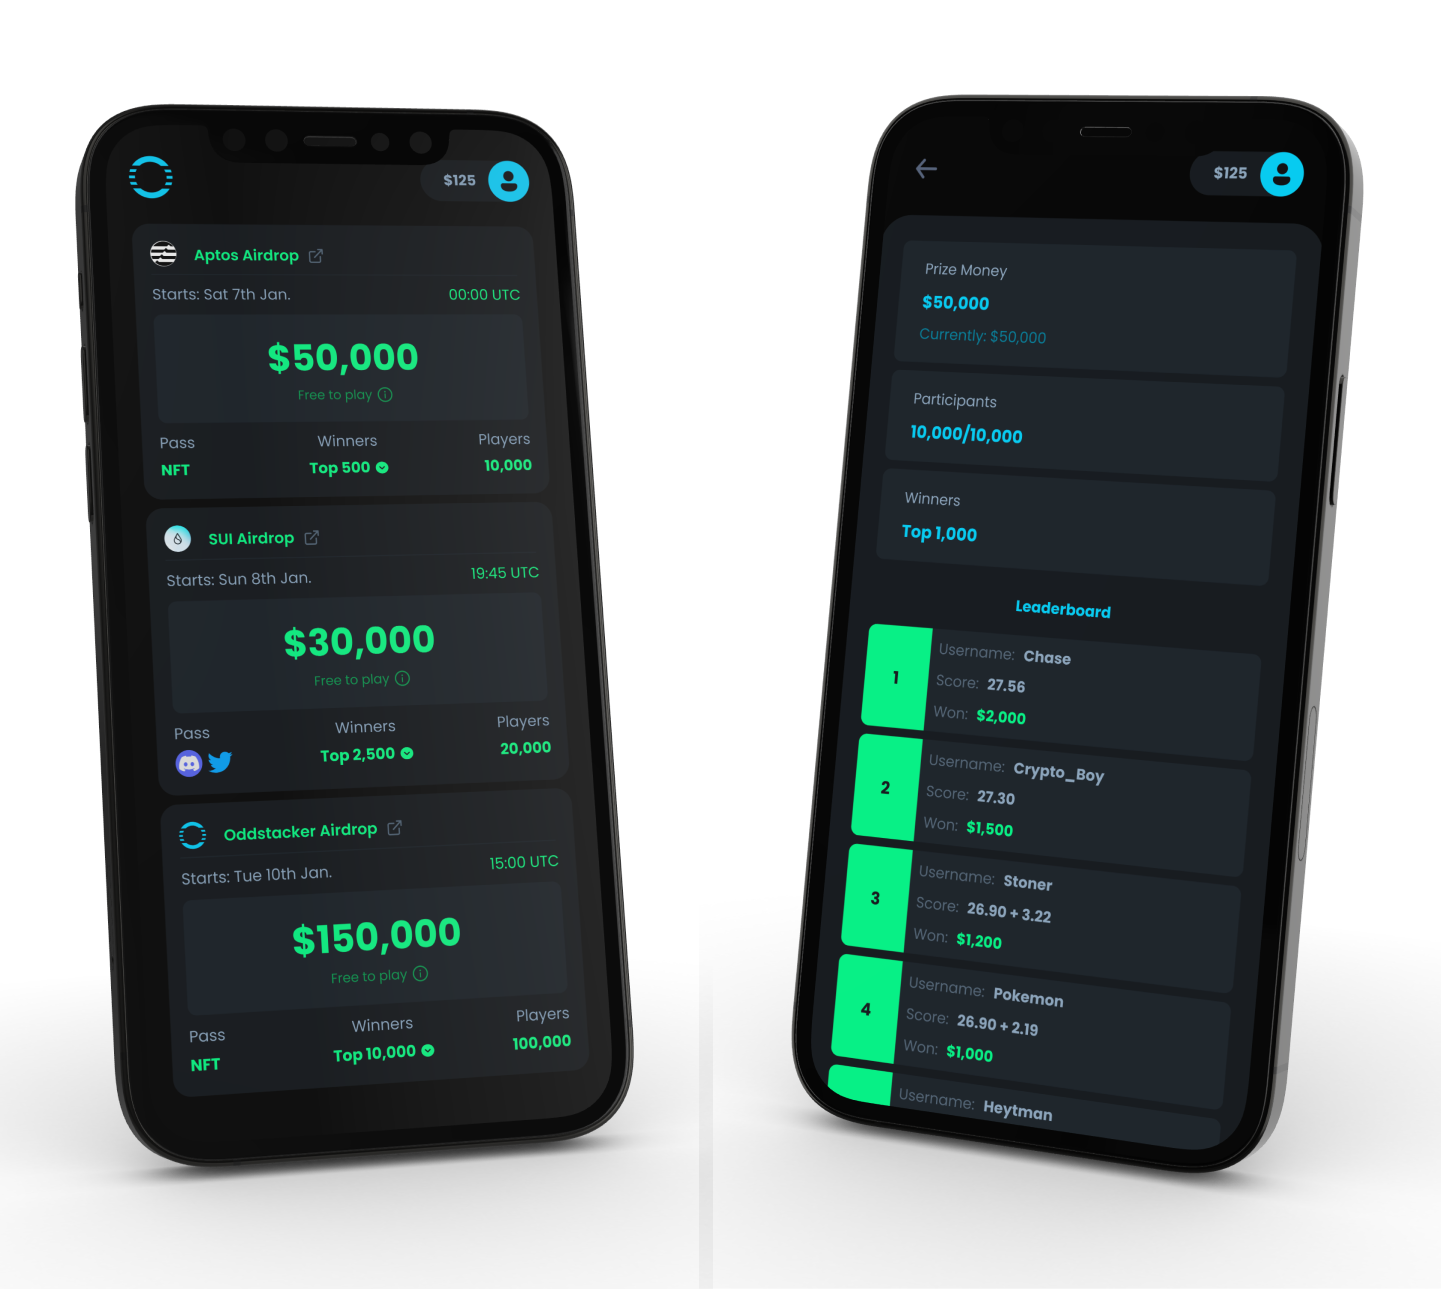 $125
Aptos Airdrop
Starts: Sat 7th Jan. 00:00 UTC
$50,000
Free to play
Pass Winners Players
NFT Top 500 10,000
SUI Airdrop
Starts: Sun 8th Jan. 19:45 UTC
$30,000
Free to play
Pass Winners Players
Top 2,500 20,000
Oddstacker Airdrop
Starts: Tue 10th Jan. 15:00 UTC
$150,000
Free to play
Pass Winners Players
NFT Top 10,000 100,000
$125
Prize Money
$50,000
Currently: $50,000
Participants
10,000/10,000
Winners
Top 1,000
Leaderboard
1
Username: Chase
Score: 27.56
Won: $2,000
2
Username: Crypto_Boy
Score: 27.30
Won: $1,500
3
Username: Stoner
Score: 26.90 + 3.22
Won: $1,200
4
Username: Pokemon
Score: 26.90 + 2.19
Won: $1,000
Username: Heytman